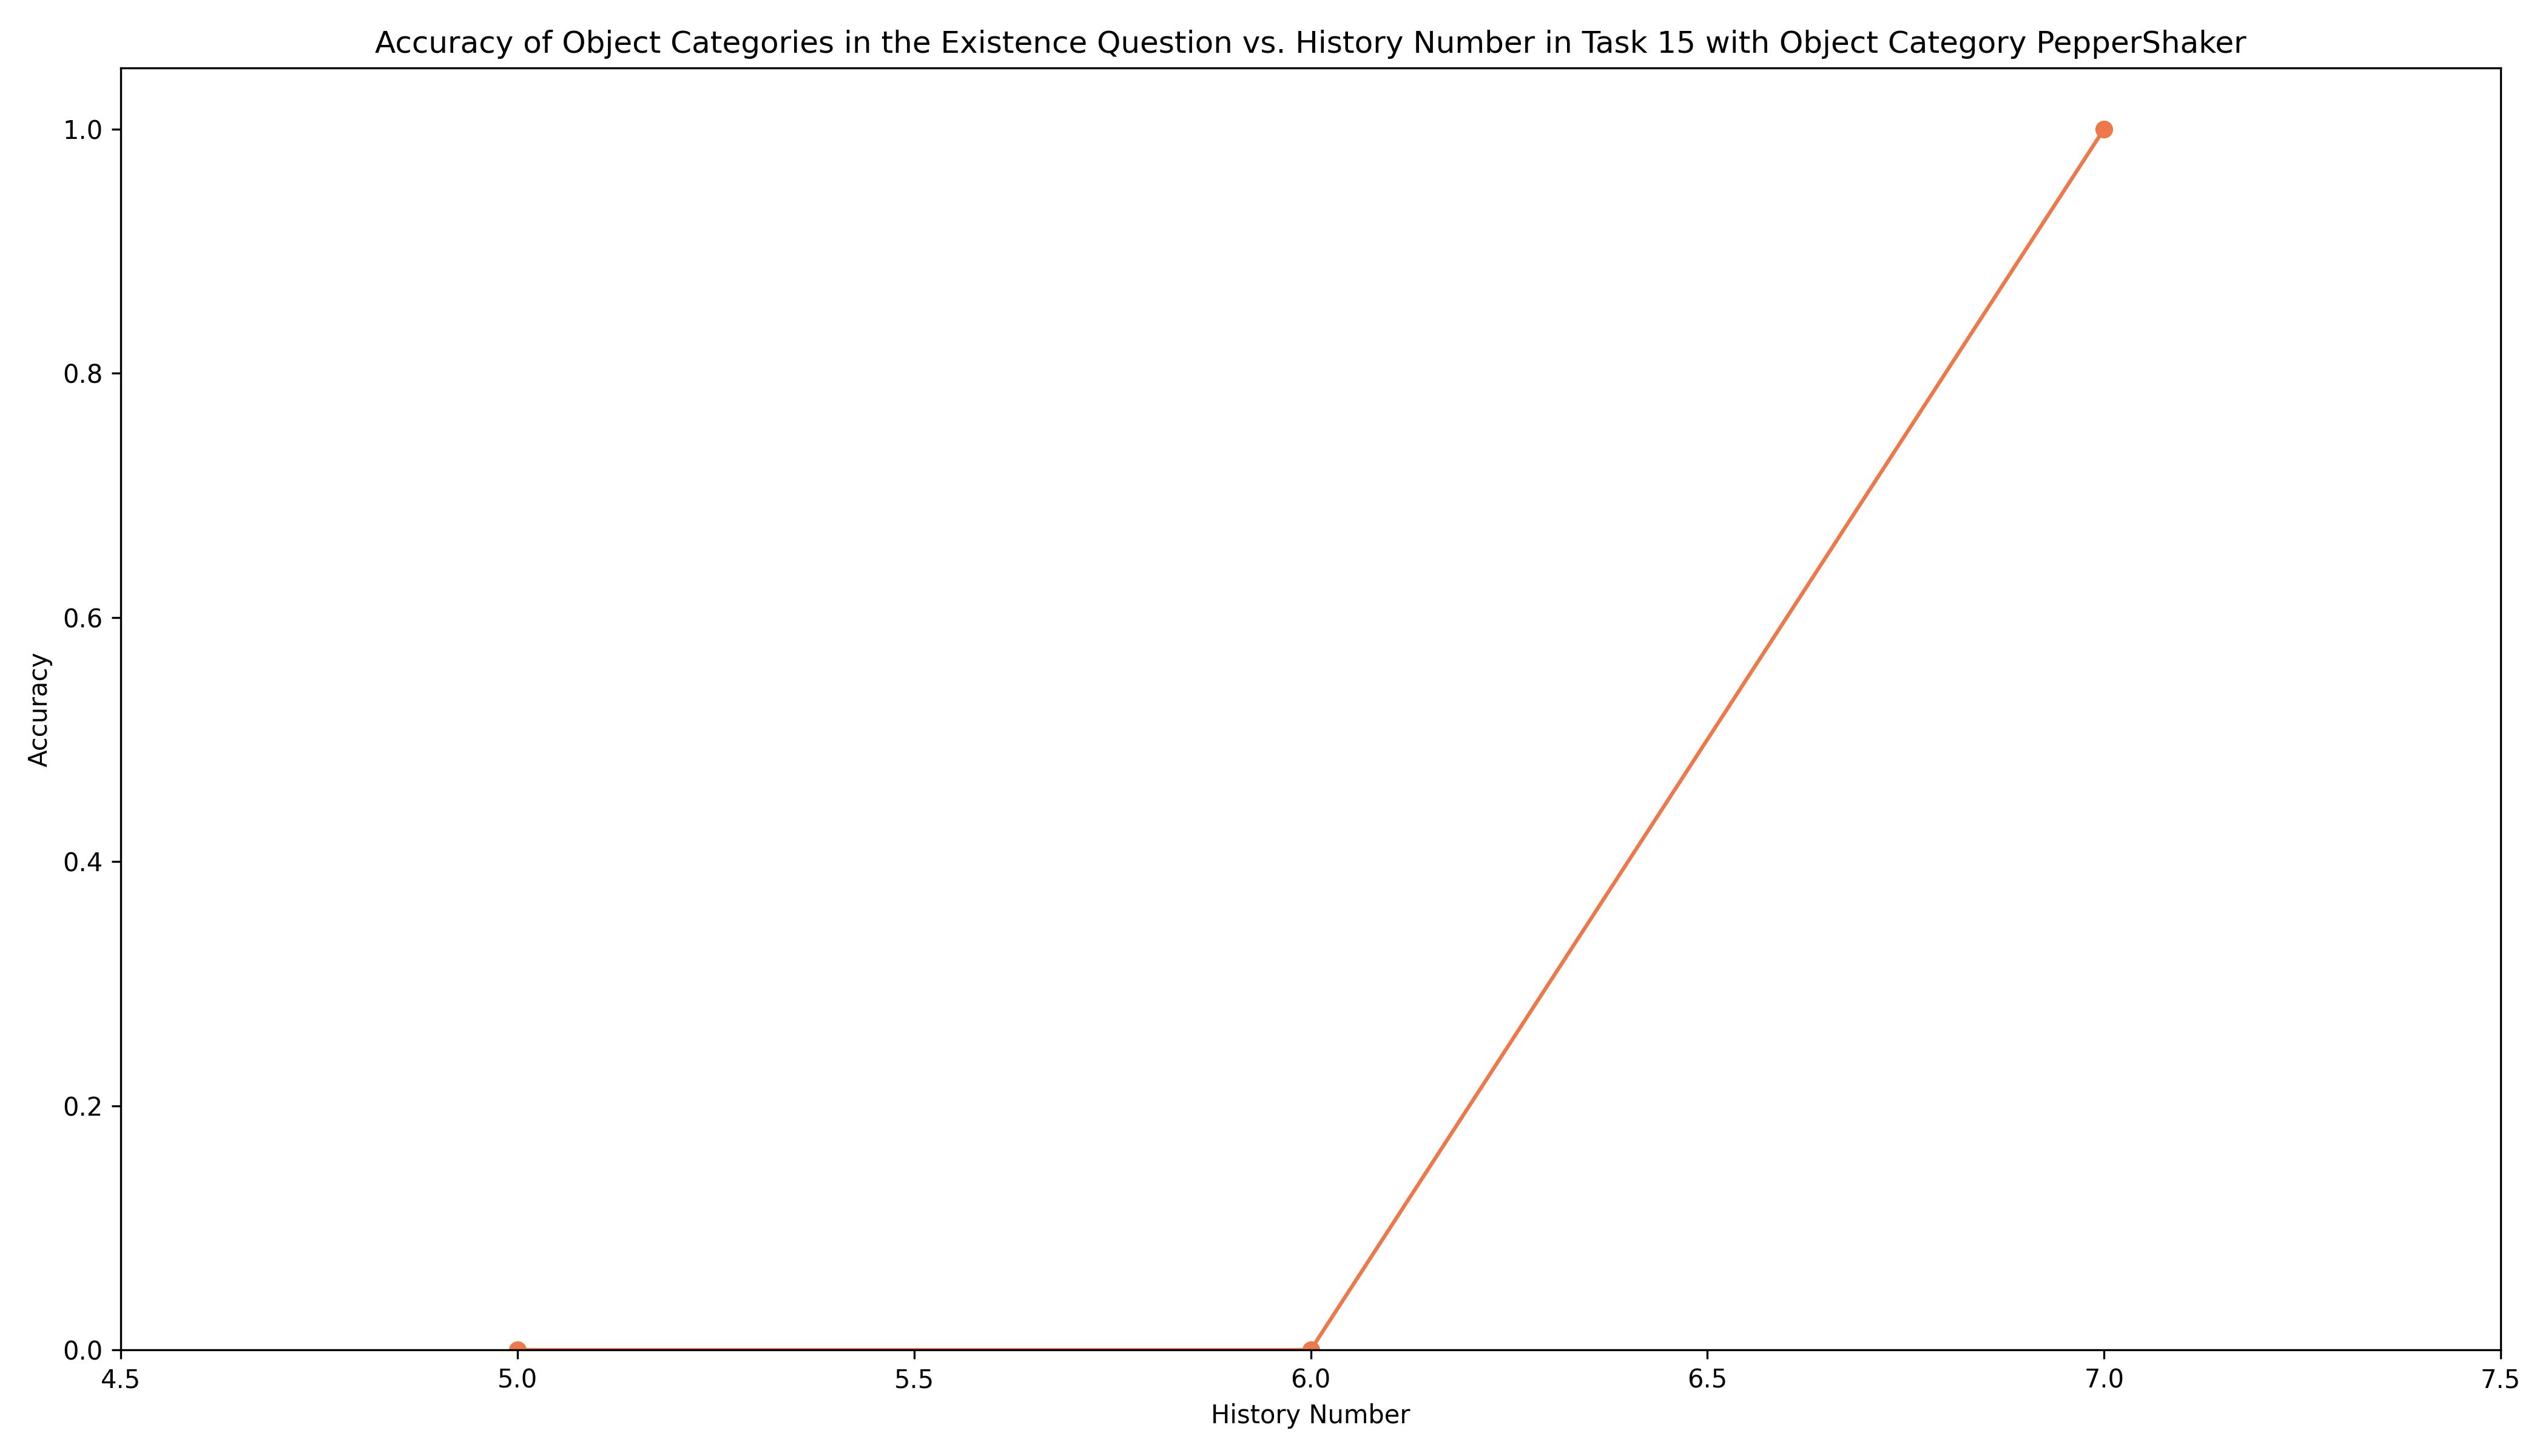 Accuracy of Object Categories in the Existence Question vs. History Number in Task 15 with Object Category PepperShaker
1.0
0.8
0.6
0.4
0.2
0.0
Accuracy
4.5 5.0 5.5 6.0 6.5 7.0 7.5
History Number